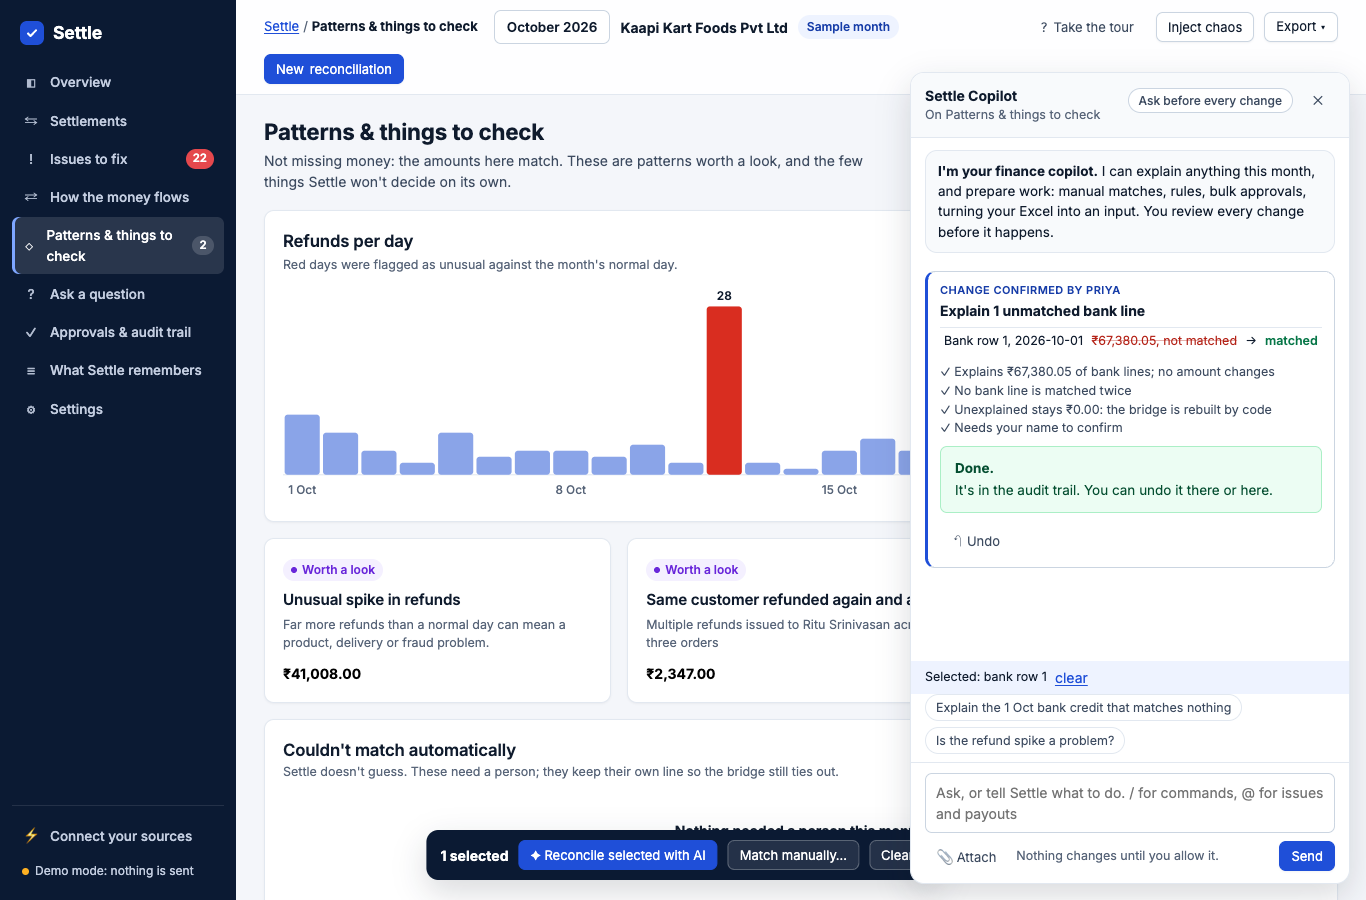 Settle
Overview
Settlements
Issues to fix 22
How the money flows
Patterns & things to check 2
Ask a question
Approvals & audit trail
What Settle remembers
Settings
Connect your sources
Demo mode: nothing is sent
Settle / Patterns & things to check October 2026 Kaapi Kart Foods Pvt Ltd Sample month ? Take the tour Inject chaos Export
New reconciliation
Patterns & things to check
Not missing money: the amounts here match. These are patterns worth a look, and the few
things Settle won't decide on its own.
Refunds per day
Red days were flagged as unusual against the month's normal day.
28
1 Oct 8 Oct 15 Oct
Worth a look
Unusual spike in refunds
Far more refunds than a normal day can mean a
product, delivery or fraud problem.
₹41,008.00
Worth a look
Same customer refunded again and
Multiple refunds issued to Ritu Srinivasan
three orders
₹2,347.00
Couldn't match automatically
Settle doesn't guess. These need a person; they keep their own line so the bridge still ties out.
1 selected Reconcile selected with AI Match manually...
Settle Copilot
On Patterns & things to check
Ask before every change
I'm your finance copilot. I can explain anything this month,
and prepare work: manual matches, rules, bulk approvals,
turning your Excel into an input. You review every change
before it happens.
CHANGE CONFIRMED BY PRIYA
Explain 1 unmatched bank line
Bank row 1, 2026-10-01 ₹67,380.05, not matched → matched
✓ Explains ₹67,380.05 of bank lines; no amount changes
✓ No bank line is matched twice
✓ Unexplained stays ₹0.00: the bridge is rebuilt by code
✓ Needs your name to confirm
Done.
It's in the audit trail. You can undo it there or here.
Undo
Selected: bank row 1 clear
Explain the 1 Oct bank credit that matches nothing
Is the refund spike a problem?
Ask, or tell Settle what to do. / for commands, @ for issues
and payouts
Attach Nothing changes until you allow it. Send